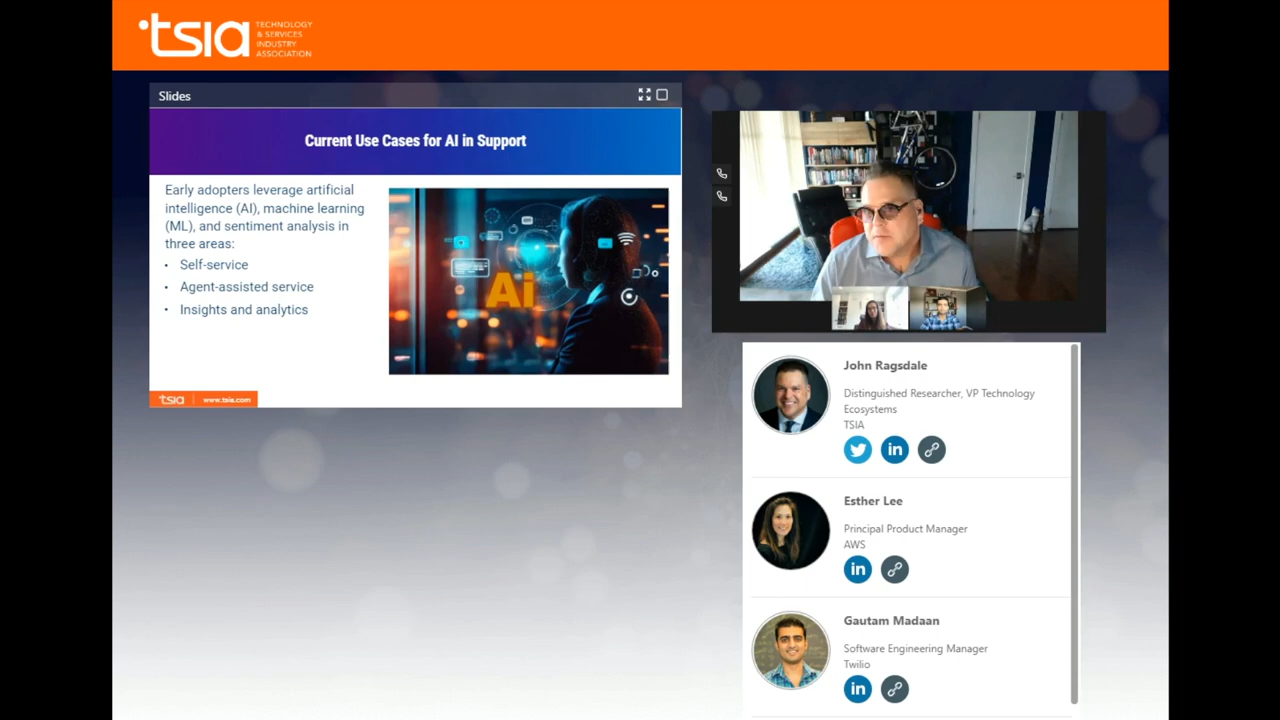 tsia
TECHNOLOGY
& SERVICES
INDUSTRY
ASSOCIATION
Slides
Current Use Cases for AI in Support
Early adopters leverage artificial
intelligence (AI), machine learning
(ML), and sentiment analysis in
three areas:
• Self-service
• Agent-assisted service
• Insights and analytics
Ai
tsia
www.tsia.com
John Ragsdale
Distinguished Researcher, VP Technology
Ecosystems
TSIA
in
Esther Lee
Principal Product Manager
AWS
in
Gautam Madaan
Software Engineering Manager
Twilio
in